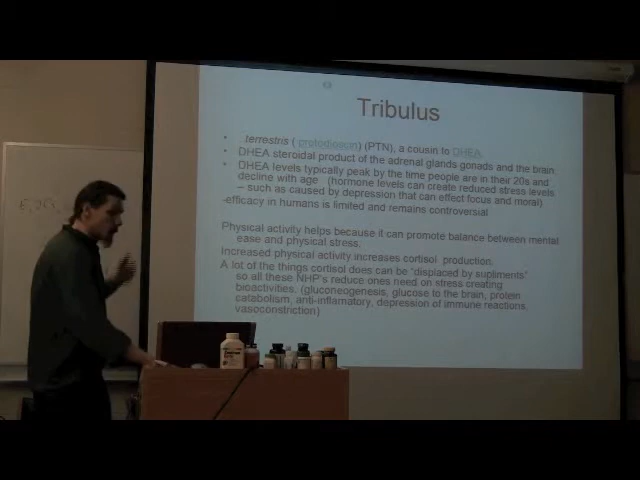 Tribulus
• terrestris ( protodioscin) (PTN), a cousin to DHEA
• DHEA steroidal product of the adrenal glands gonads and the brain.
• DHEA levels typically peak by the time people are in their 20s and
decline with age (hormone levels can create reduced stress levels
– such as caused by depression that can effect focus and moral)
-efficacy in humans is limited and remains controversial
Physical activity helps because it can promote balance between mental
ease and physical stress.
Increased physical activity increases cortisol production.
A lot of the things cortisol does can be "displaced by supliments"
so all these NHP's reduce ones need on stress creating
bioactivities. (gluconeogenesis, glucose to the brain, protein
catabolism, anti-inflamatory, depression of immune reactions,
vasoconstriction)